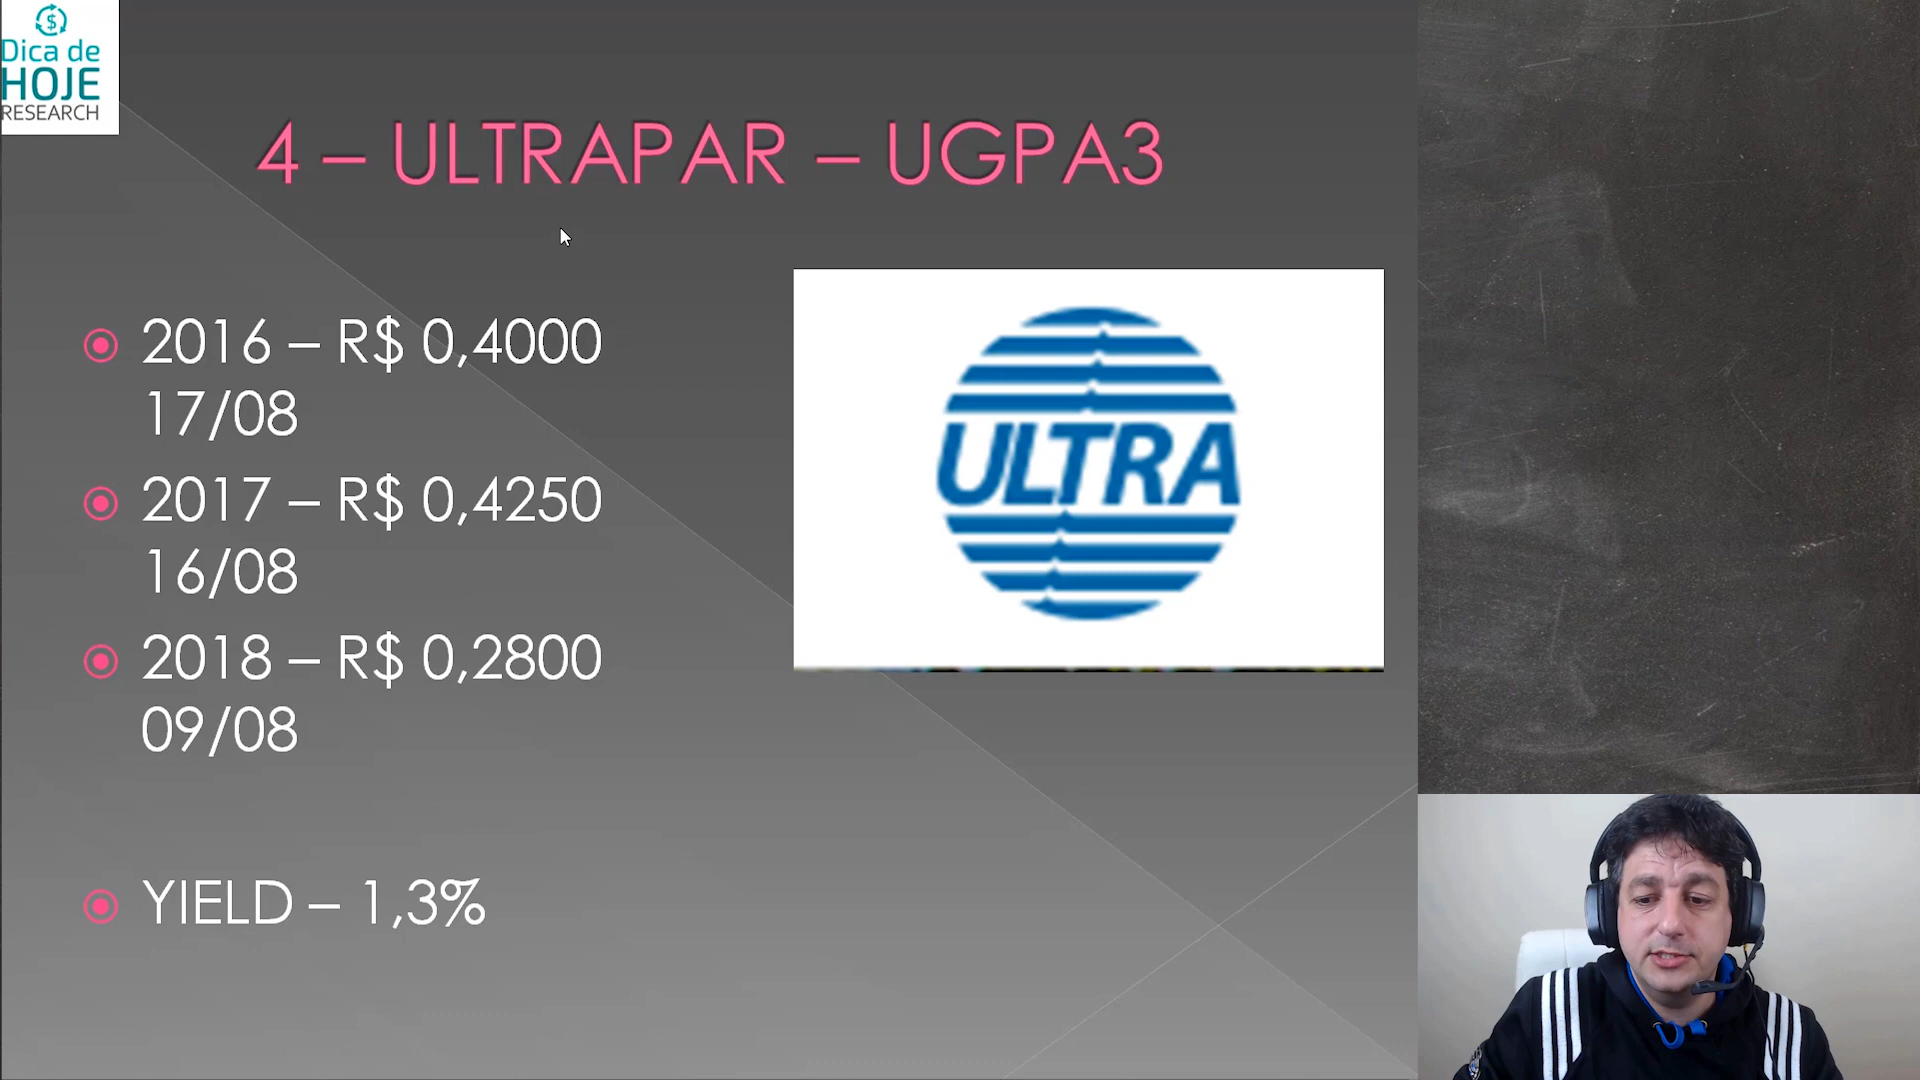 Dica de
HOJE
RESEARCH
4 – ULTRAPAR – UGPA3
2016 – R$ 0,4000
17/08
2017 – R$ 0,4250
16/08
2018 – R$ 0,2800
09/08
YIELD – 1,3%
ULTRA